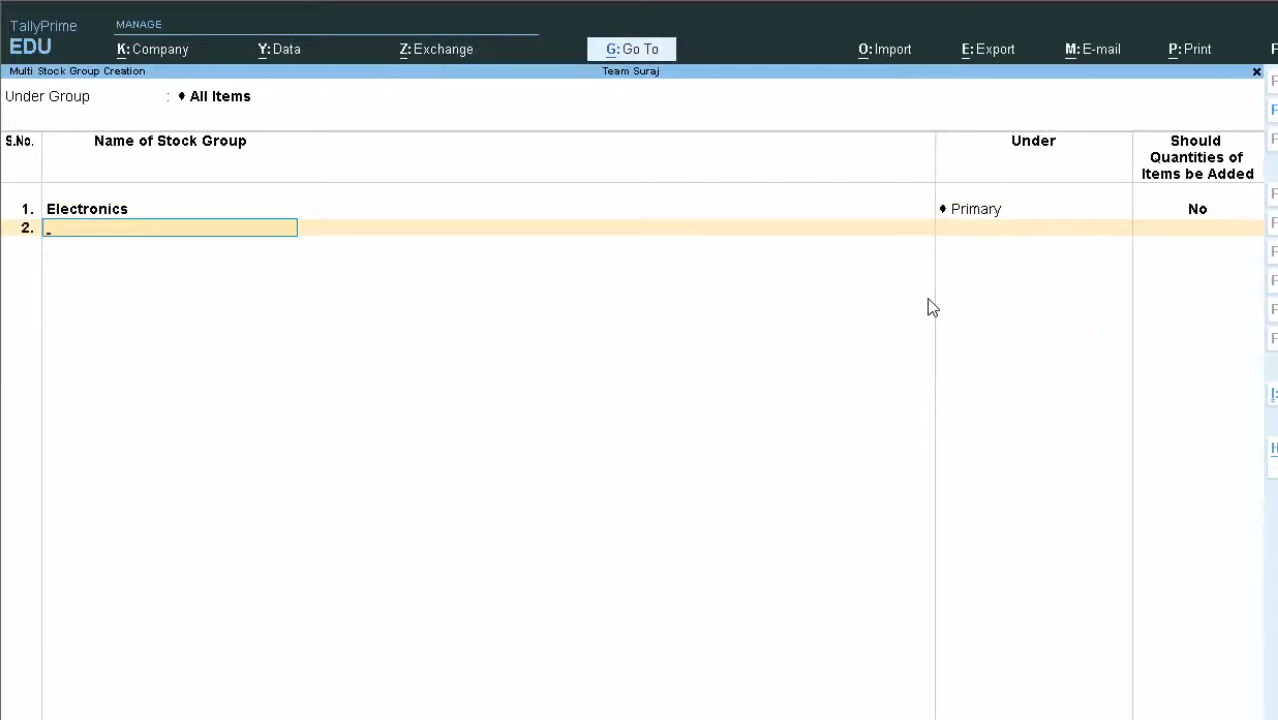 TallyPrime
EDU
MANAGE
K:Company Y:Data Z:Exchange G:Go To O:Import E:Export M:E-mail P:Print
Multi Stock Group Creation Team Suraj
Under Group : ♦ All Items
S.No. Name of Stock Group Under Should
Quantities of
Items be Added
1. Electronics ♦ Primary No
2.